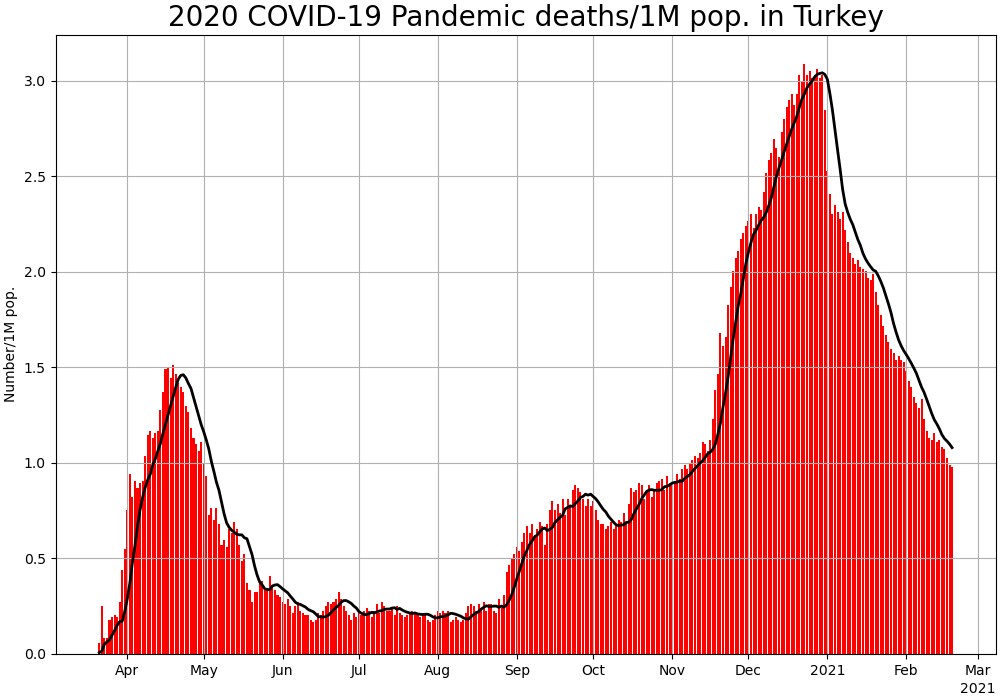 2020 COVID-19 Pandemic deaths/1M pop. in Turkey
Number/1M pop.
3.0
2.5
2.0
1.5
1.0
0.5
0.0
Apr May Jun Jul Aug Sep Oct Nov Dec 2021 Feb Mar
2021